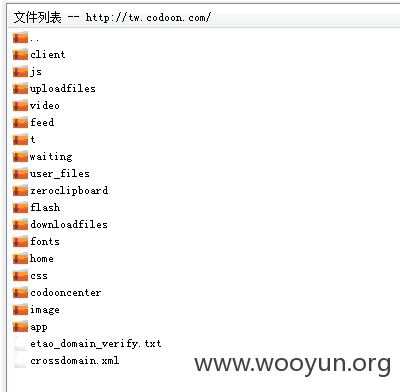 文件列表 -- http://tw.codoon.com/
..
client
js
uploadfiles
video
feed
t
waiting
user_files
zeroclipboard
flash
downloadfiles
fonts
home
css
codooncenter
image
app
etao_domain_verify.txt
crossdomain.xml
www.wooyun.org